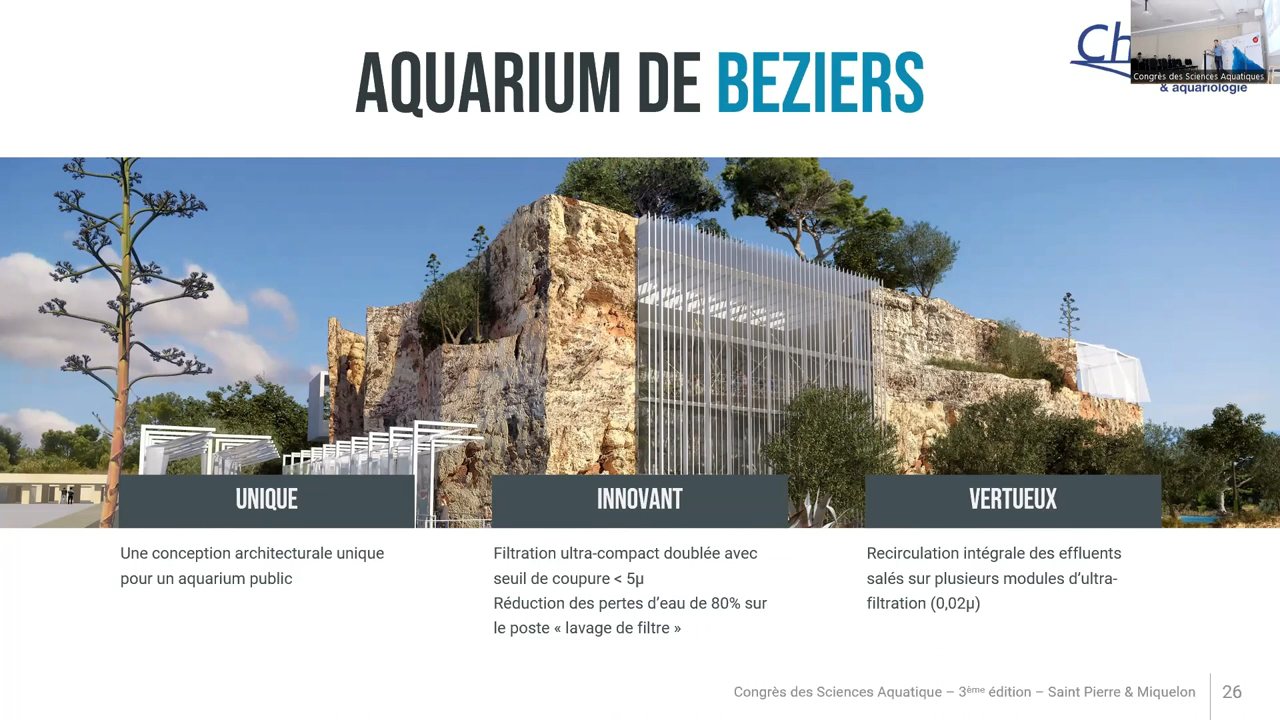 AQUARIUM DE BEZIERS
Ch
Congrès des Sciences Aquatiques
& aquariologie
UNIQUE
Une conception architecturale unique
pour un aquarium public
INNOVANT
Filtration ultra-compact doublée avec
seuil de coupure < 5µ
Réduction des pertes d’eau de 80% sur
le poste « lavage de filtre »
VERTUEUX
Recirculation intégrale des effluents
salés sur plusieurs modules d’ultra-
filtration (0,02µ)
Congrès des Sciences Aquatique – 3ème édition – Saint Pierre & Miquelon
26